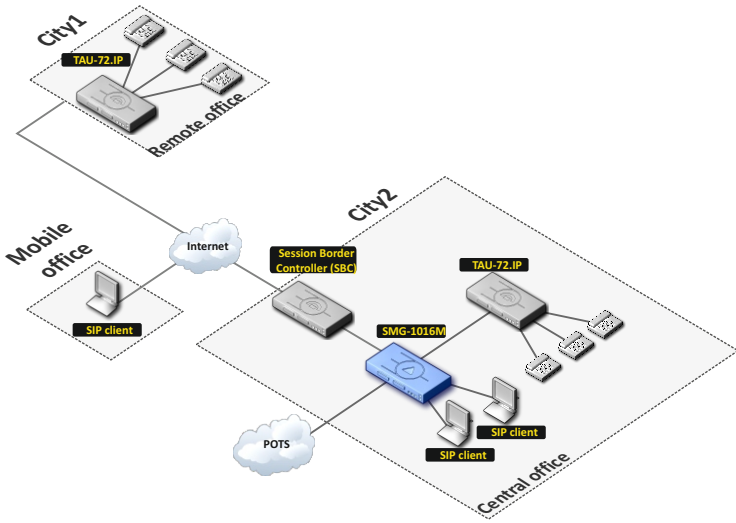 City1
TAU-72.IP
Remote office
City2
Mobile
office
Internet
Session Border
Controller (SBC)
TAU-72.IP
SIP client
SMG-1016M
SIP client
POTS
SIP client
Central office